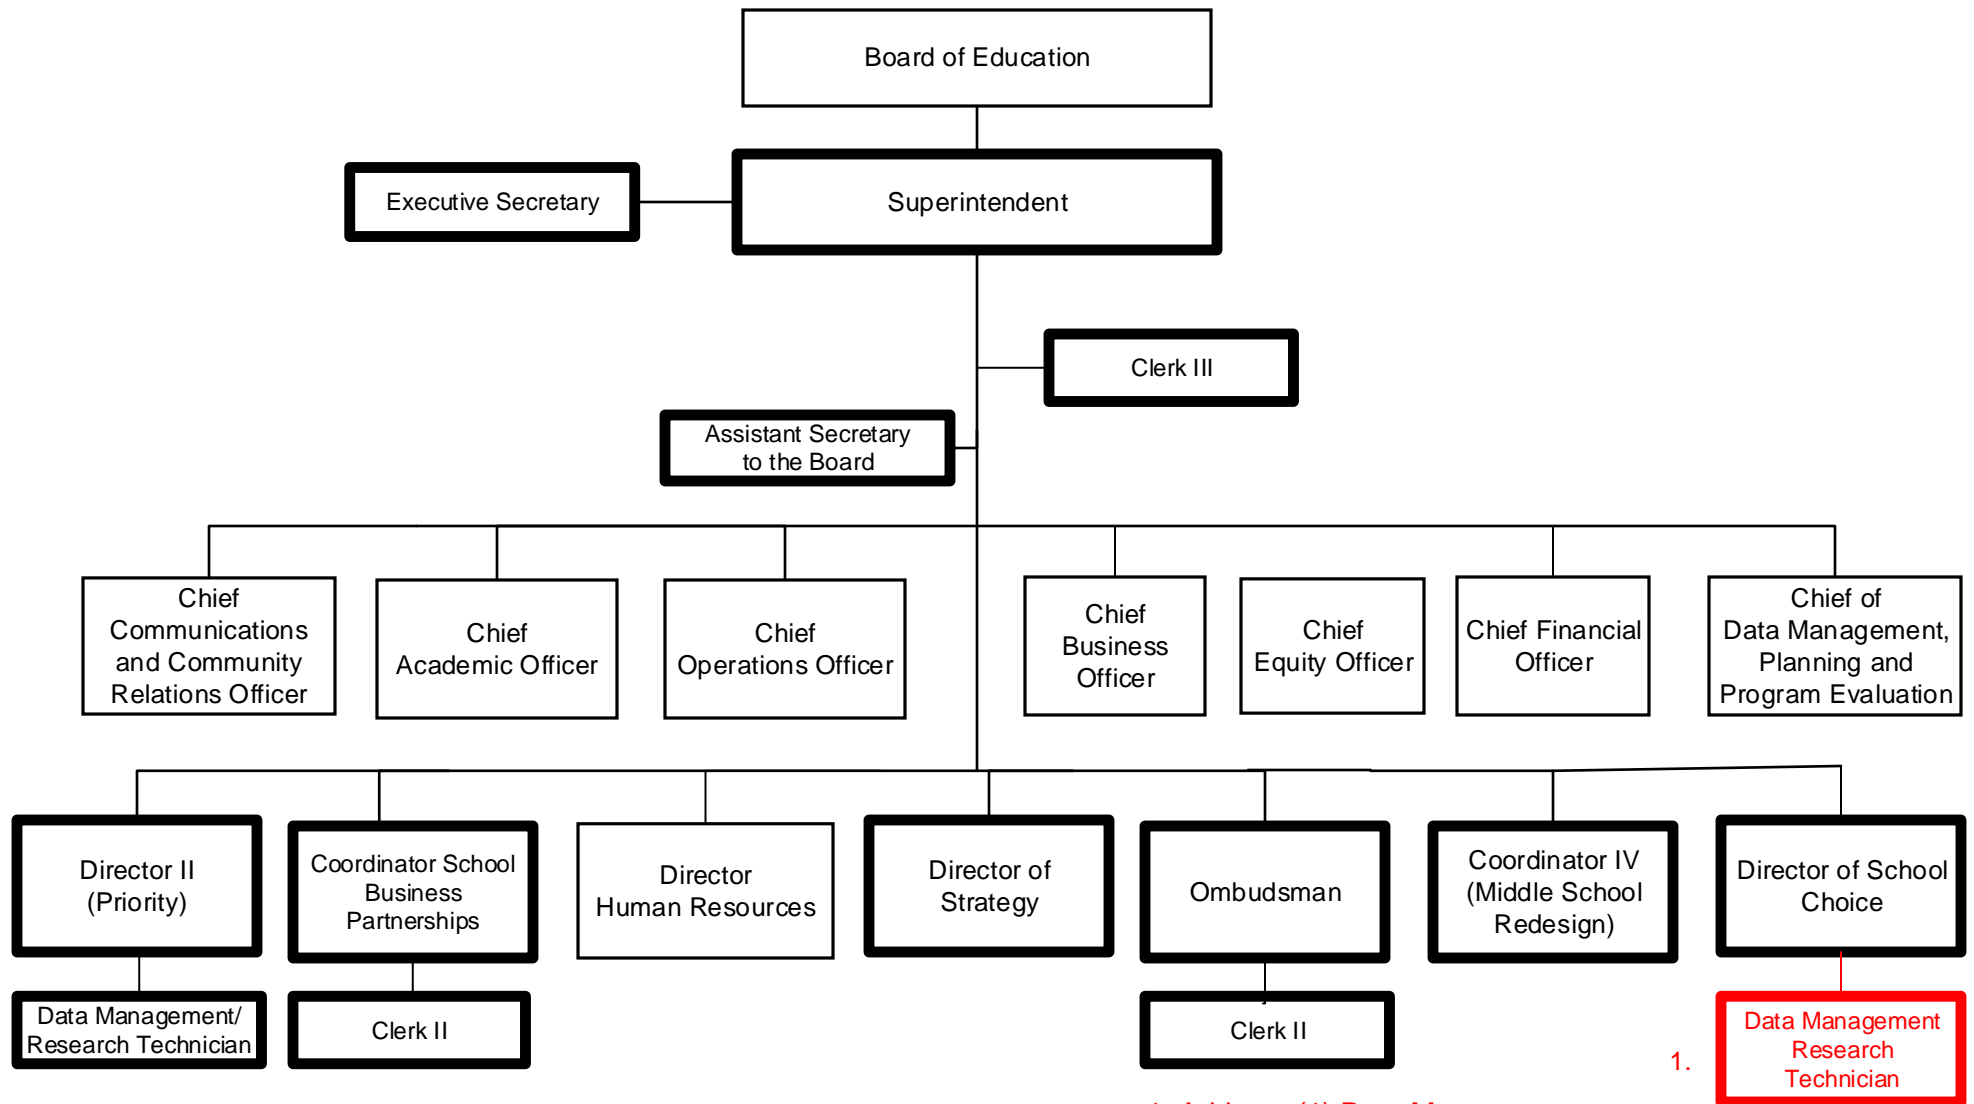 Board of Education
Executive Secretary
Superintendent
Clerk III
Assistant Secretary
to the Board
Chief
Communications
and Community
Relations Officer
Chief
Academic Officer
Chief
Operations Officer
Chief
Business
Officer
Chief
Equity Officer
Chief Financial
Officer
Chief of
Data Management,
Planning and
Program Evaluation
Director II
(Priority)
Coordinator School
Business
Partnerships
Director
Human Resources
Director of
Strategy
Ombudsman
Coordinator IV
(Middle School
Redesign)
Director of School
Choice
Data Management/
Research Technician
Clerk II
Clerk II
1.
Data Management
Research
Technician